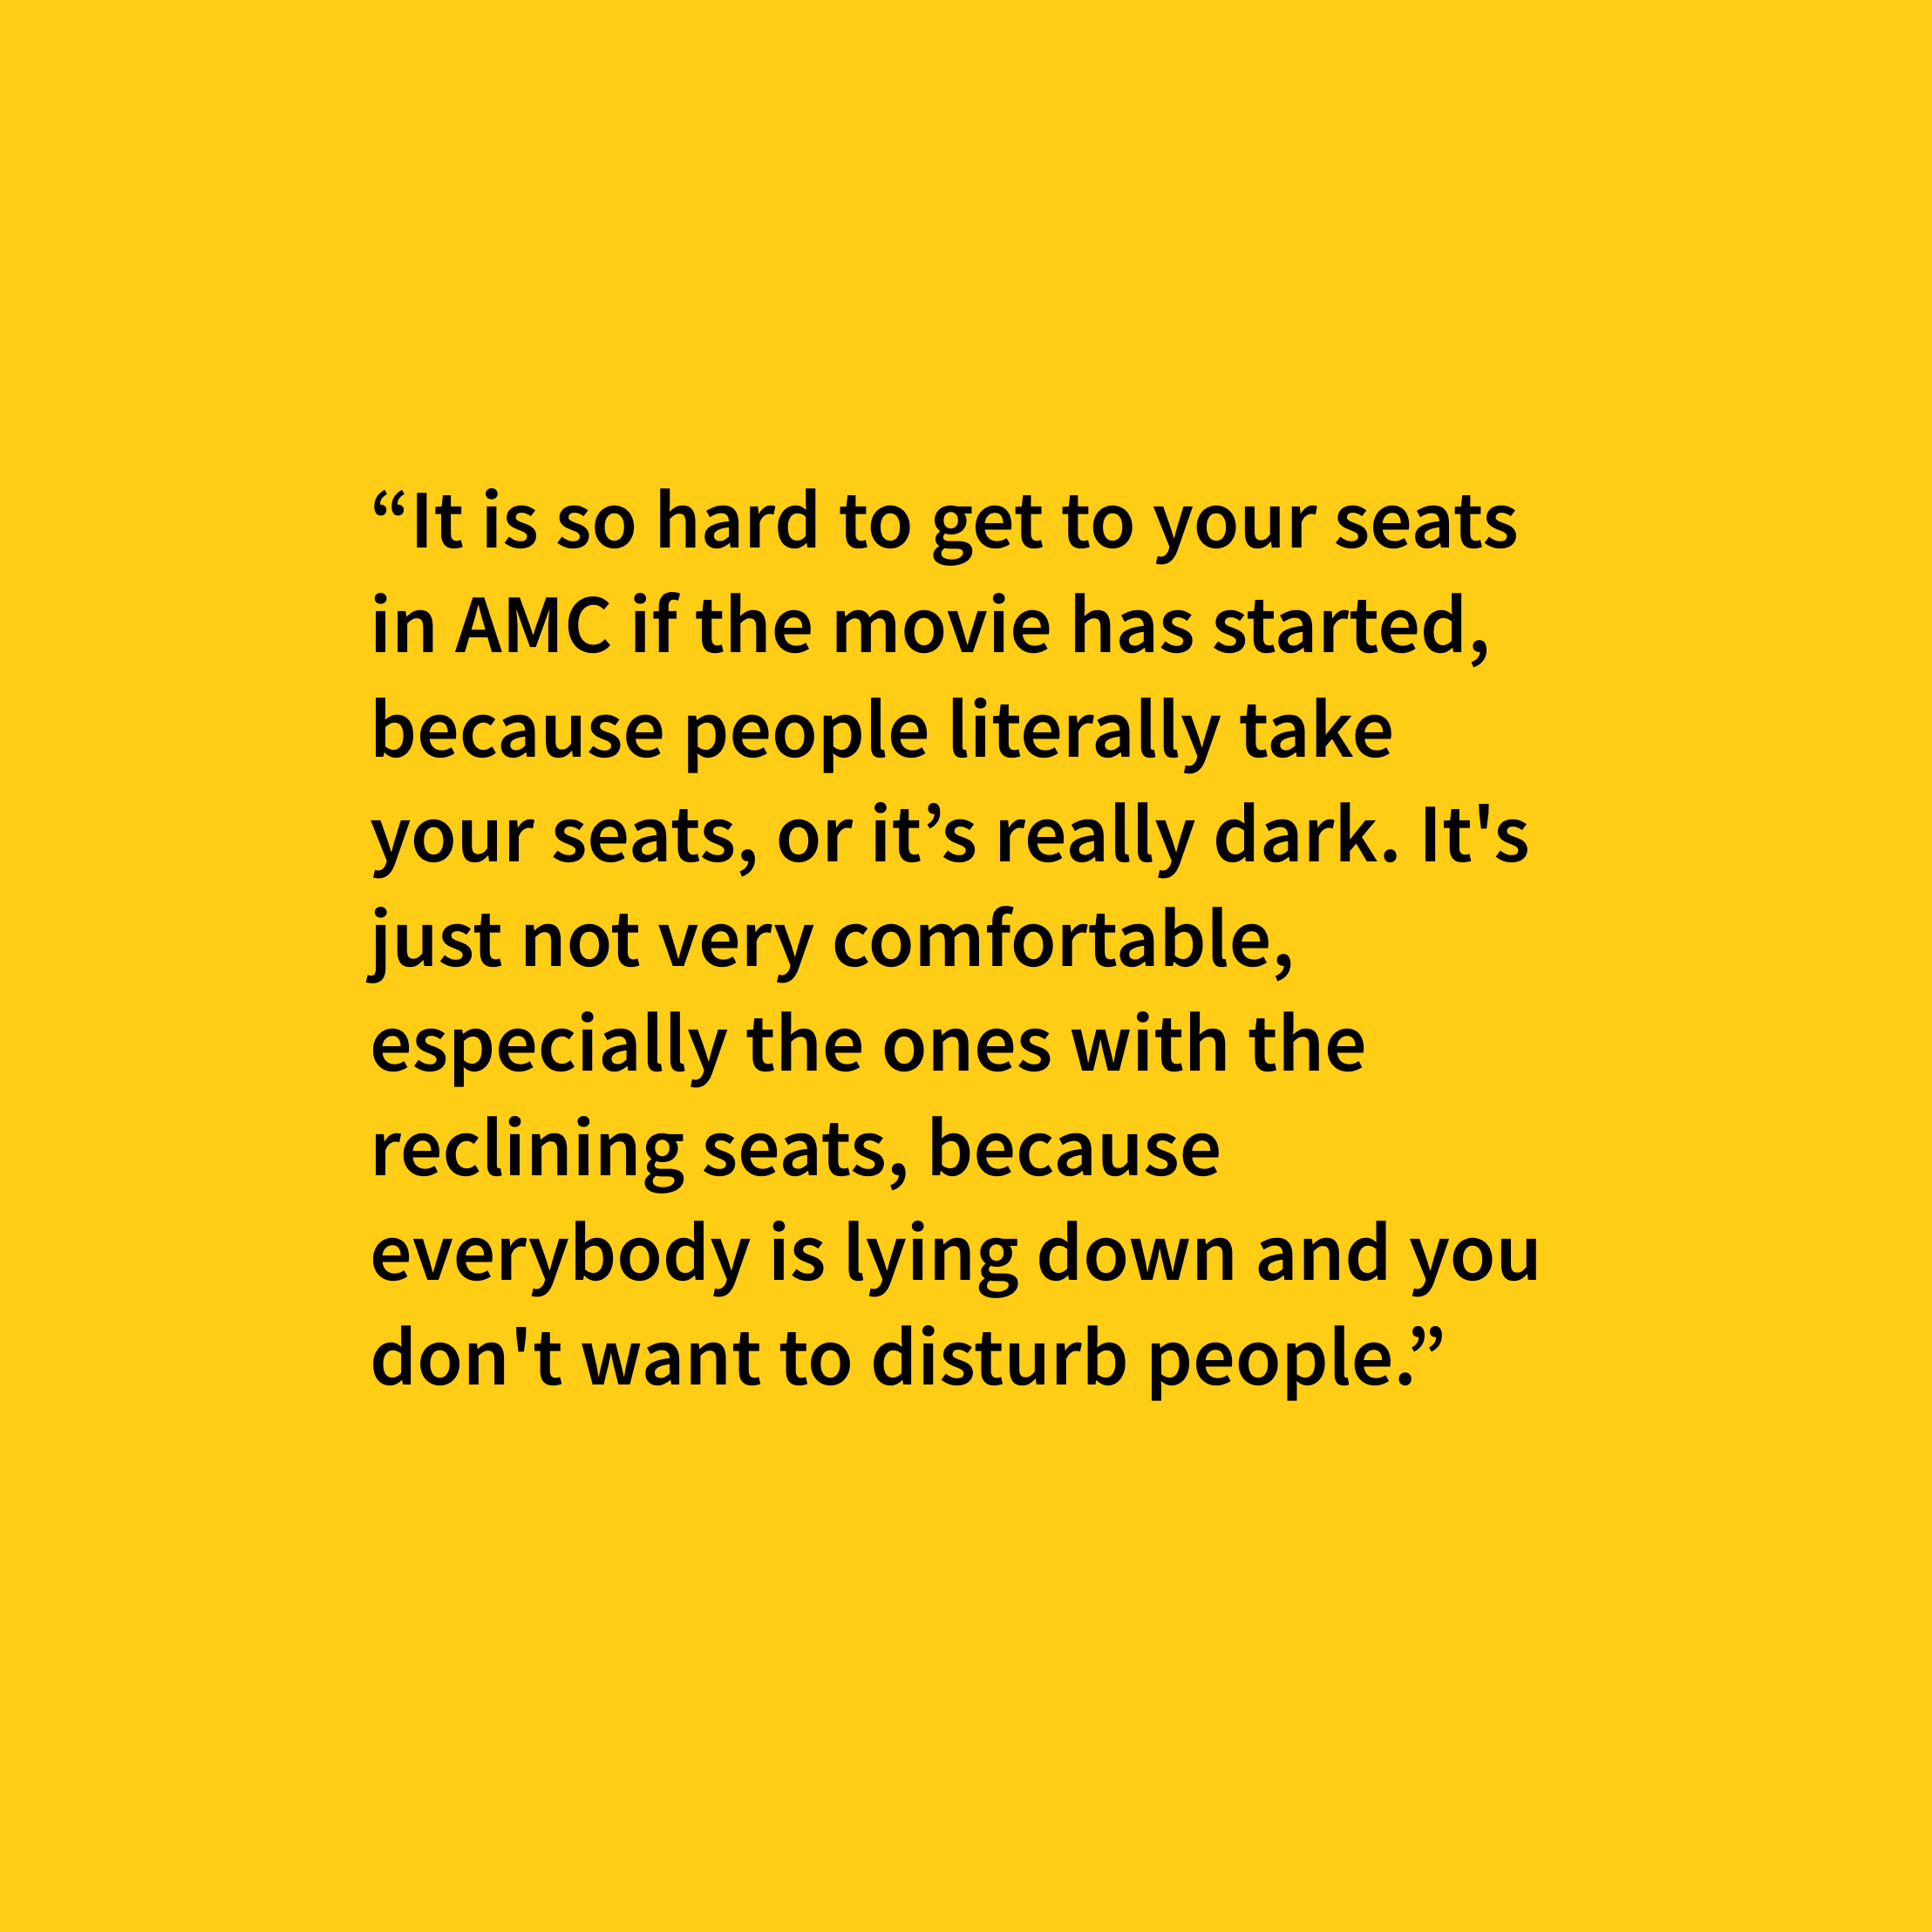 “It is so hard to get to your seats
in AMC if the movie has started,
because people literally take
your seats, or it’s really dark. It's
just not very comfortable,
especially the ones with the
reclining seats, because
everybody is lying down and you
don't want to disturb people.”